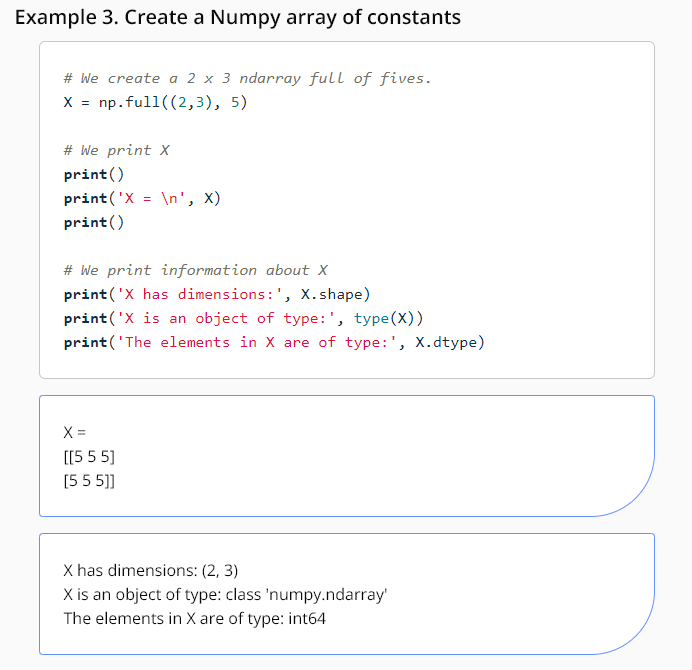 Example 3. Create a Numpy array of constants
# We create a 2 x 3 ndarray full of fives.
X = np.full((2,3), 5)
# We print X
print()
print('X = \n', X)
print()
# We print information about X
print('X has dimensions:', X.shape)
print('X is an object of type:', type(X))
print('The elements in X are of type:', X.dtype)
X =
[[5 5 5]
[5 5 5]]
X has dimensions: (2, 3)
X is an object of type: class 'numpy.ndarray'
The elements in X are of type: int64